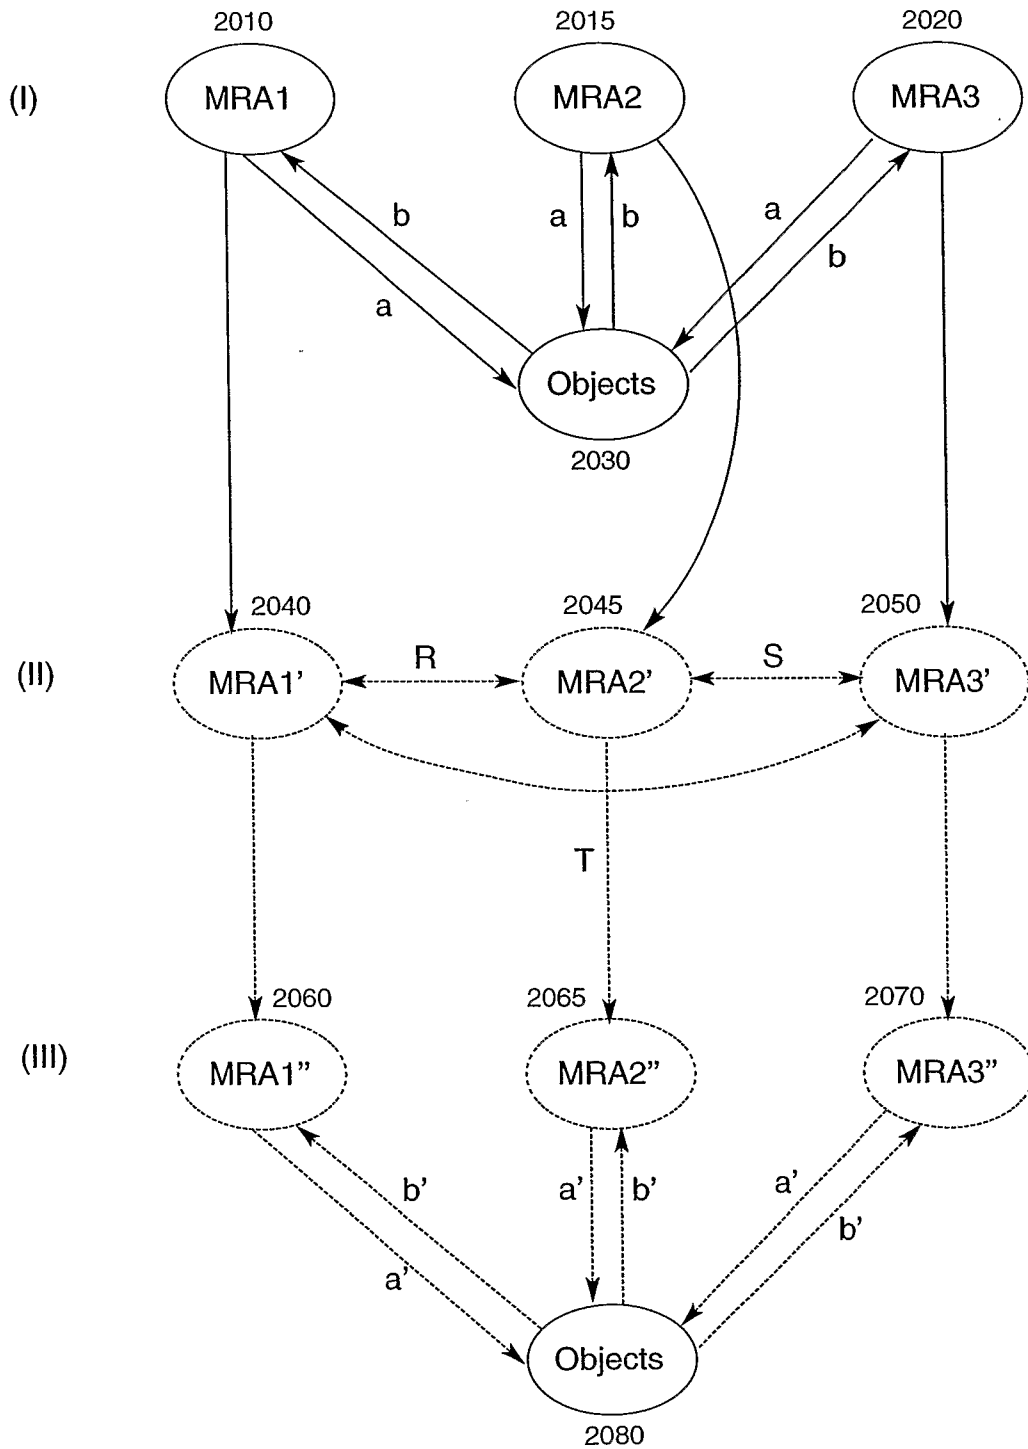 2010 2015 2020
(I) MRA1 MRA2 MRA3
b a b a
a b
Objects
2030
2040 2045 2050
(II) MRA1’ R MRA2’ S MRA3’
T
2060 2065 2070
(III) MRA1” MRA2” MRA3”
b’ a’ b’ a’
a’ b’
Objects
2080